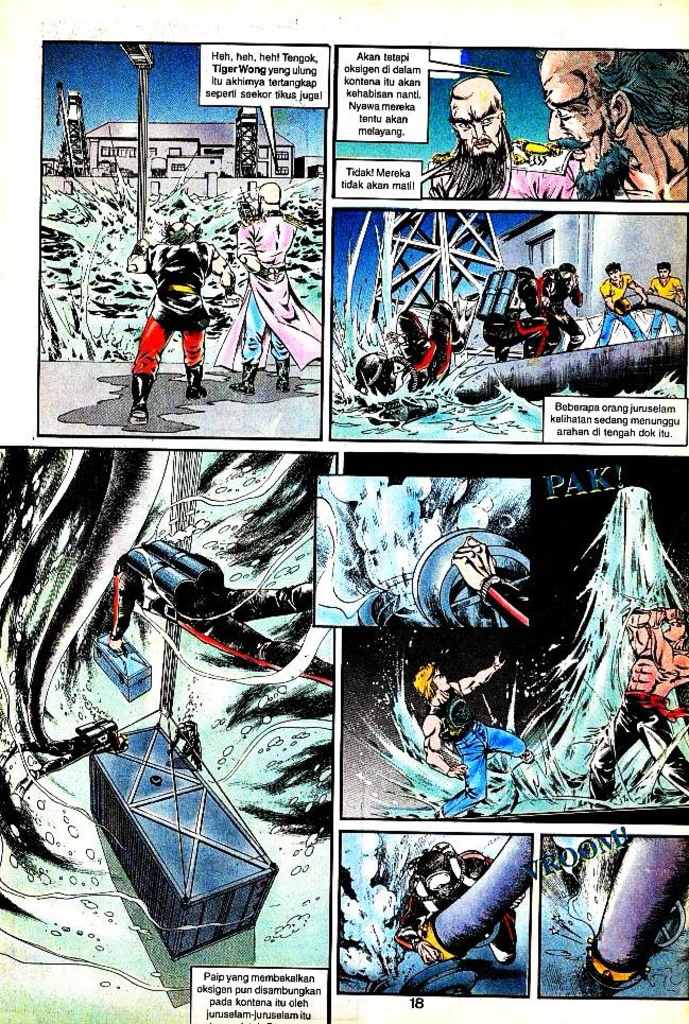 Heh, heh, heh! Tengok,
Tiger Wong yang ulung
itu akhirnya tertangkap
seperti seekor tikus juga!
Akan tetapi
oksigen di dalam
kontena itu akan
kehabisan nanti.
Nyawa mereka
tentu akan
melayang.
Tidak! Mereka
tidak akan mati!
Beberapa orang juruselam
kelihatan sedang menunggu
arahan di tengah dok itu.
PAK!
Paip yang membekalkan
oksigen pun disambungkan
pada kontena itu oleh
juruselam-juruselam itu
VROOM!
18